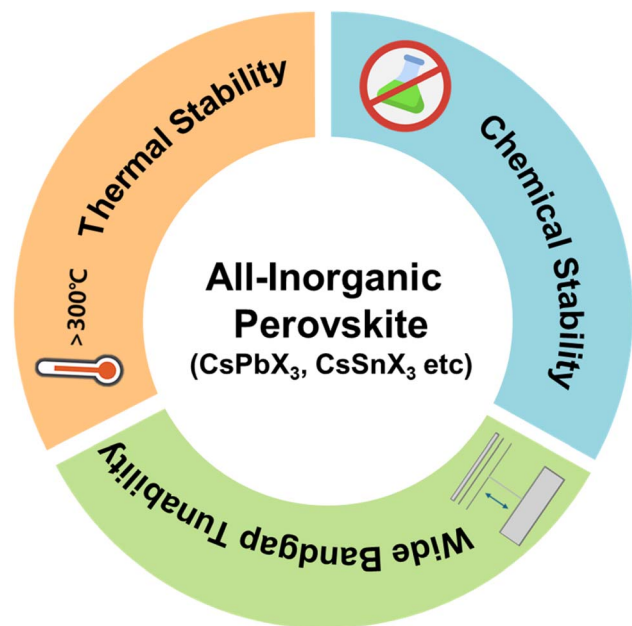 Thermal Stability
>300℃
Chemical Stability
All-Inorganic
Perovskite
(CsPbX₃, CsSnX₃ etc)
Wide Bandgap Tunability